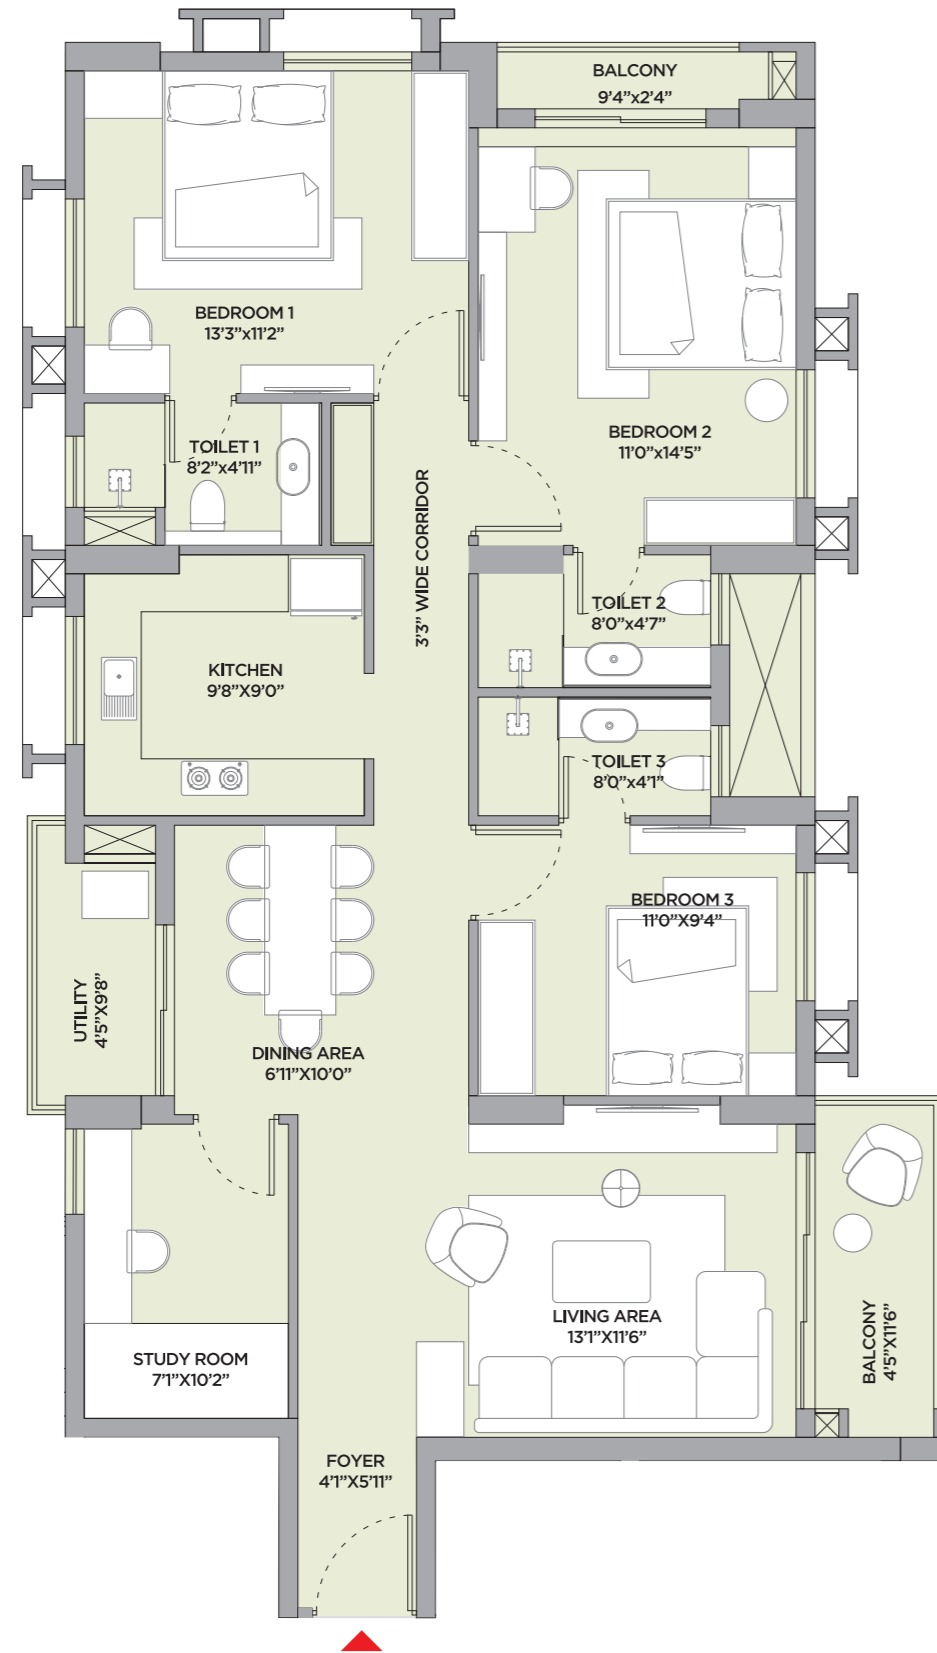 BALCONY
9'4”x2'4”
BEDROOM 1
13'3”x11'2”
BEDROOM 2
11'0”x14'5”
TOILET 1
8'2”x4'11”
3'3” WIDE CORRIDOR
TOILET 2
8'0”x4'7”
KITCHEN
9'8”X9'0”
TOILET 3
8'0”x4'1”
BEDROOM 3
11'0”X9'4”
UTILITY
4'5”X9'8”
DINING AREA
6'11”X10'0”
LIVING AREA
13'1”X11'6”
BALCONY
4'5”X11'6”
STUDY ROOM
7'1”X10'2”
FOYER
4'1”X5'11”